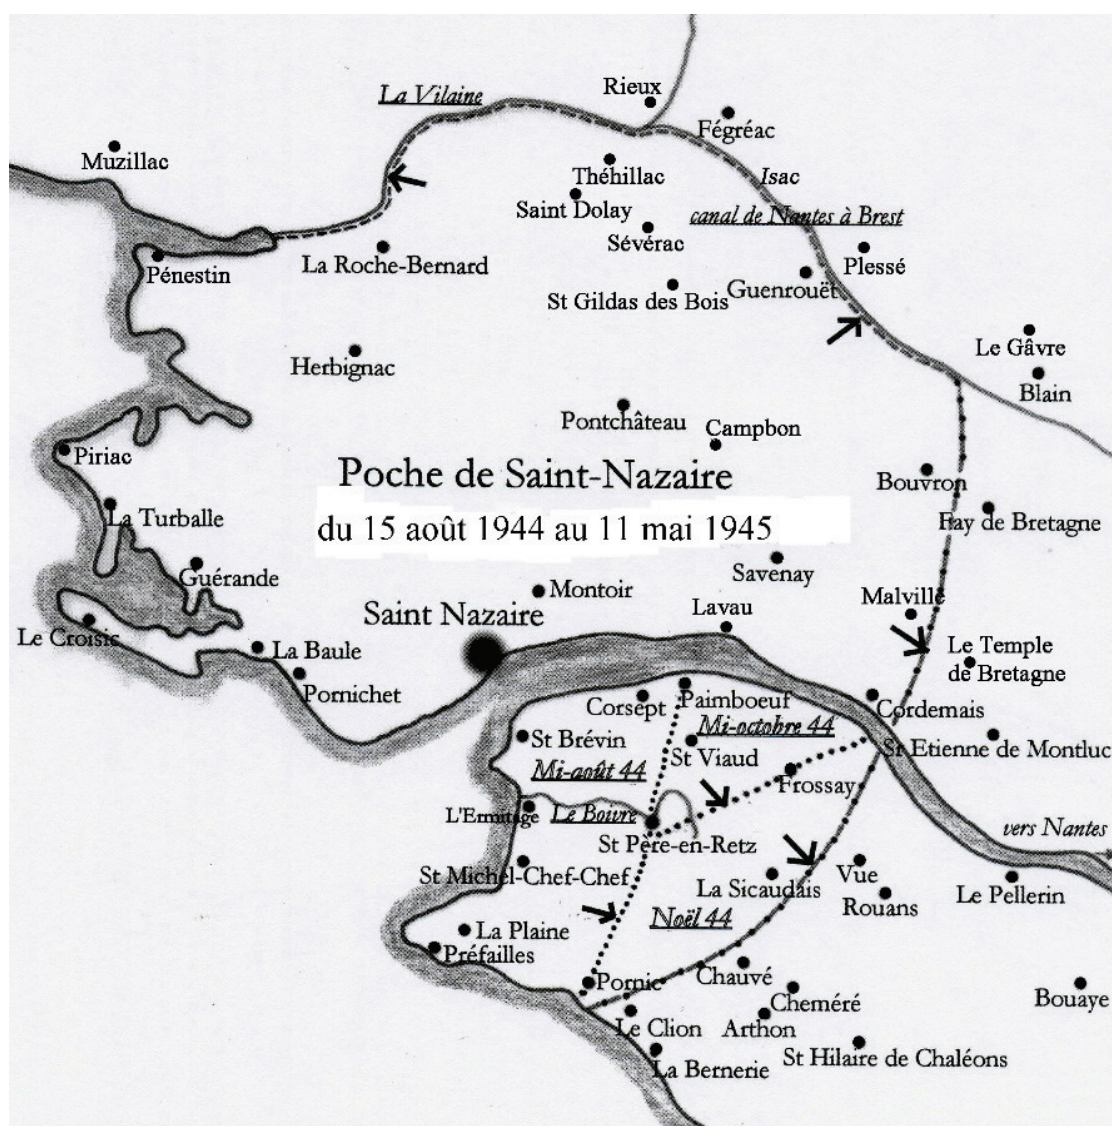 Rieux
La Vilaine
Fégréac
Muzillac
Théhillac
Isac
Saint Dolay
canal de Nantes à Brest
Sévérac
La Roche-Bernard
Plessé
Pénestin
Guenrouët
St Gildas des Bois
Le Gâvre
Herbignac
Blain
Pontchâteau
Campbon
Piriac
Poche de Saint-Nazaire
Bouvron
La Turballe
du 15 août 1944 au 11 mai 1945
Fay de Bretagne
Guérande
Savenay
Montoir
Malville
Saint Nazaire
Lavau
Le Croisic
Le Temple
de Bretagne
La Baule
Pornichet
Paimboeuf
Corsept
Cordemais
Mi-octobre 44
St Brévin
St Viaud
St Etienne de Montluc
Mi-août 44
Frossay
L'Ermitage
Le Boivre
vers Nantes
St Père-en-Retz
St Michel-Chef-Chef
La Sicaudais
Vue
Le Pellerin
Rouans
Noël 44
La Plaine
Préfailles
Chauvé
Pornic
Cheméré
Bouaye
Le Clion
Arthon
St Hilaire de Chaléons
La Bernerie